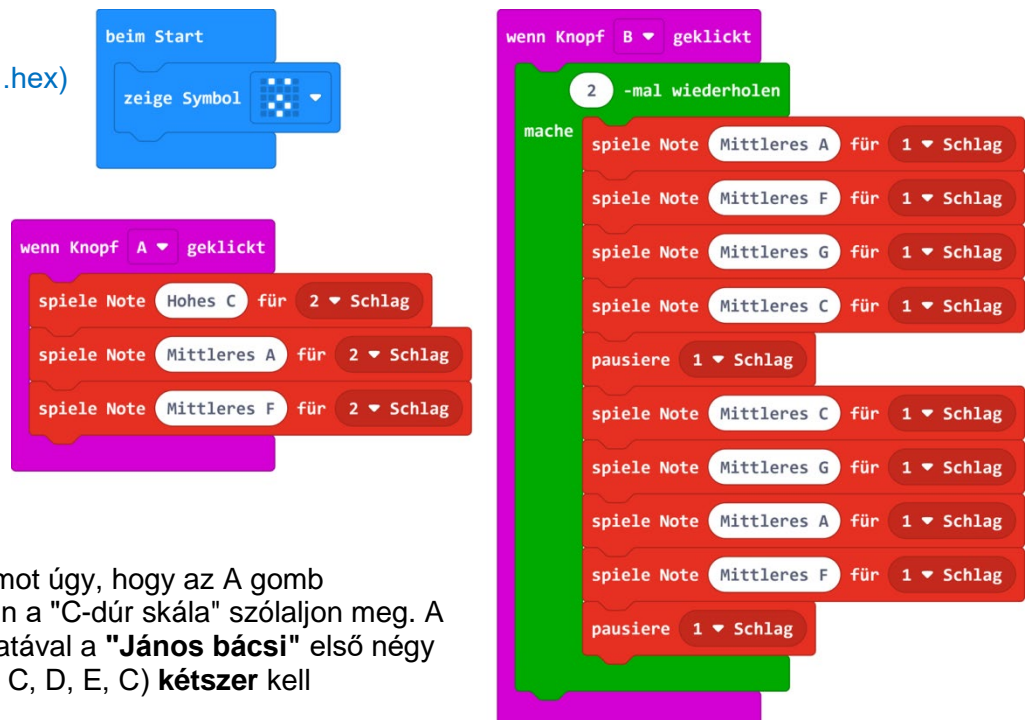 .hex)
beim Start
zeige Symbol
wenn Knopf A geklickt
spiele Note Hohes C für 2 Schlag
spiele Note Mittleres A für 2 Schlag
spiele Note Mittleres F für 2 Schlag
wenn Knopf B geklickt
2 -mal wiederholen
mache
spiele Note Mittleres A für 1 Schlag
spiele Note Mittleres F für 1 Schlag
spiele Note Mittleres G für 1 Schlag
spiele Note Mittleres C für 1 Schlag
pausiere 1 Schlag
spiele Note Mittleres C für 1 Schlag
spiele Note Mittleres G für 1 Schlag
spiele Note Mittleres A für 1 Schlag
spiele Note Mittleres F für 1 Schlag
pausiere 1 Schlag
mot úgy, hogy az A gomb
n a "C-dúr skála" szólaljon meg. A
atával a "János bácsi" első négy
C, D, E, C) kétszer kell